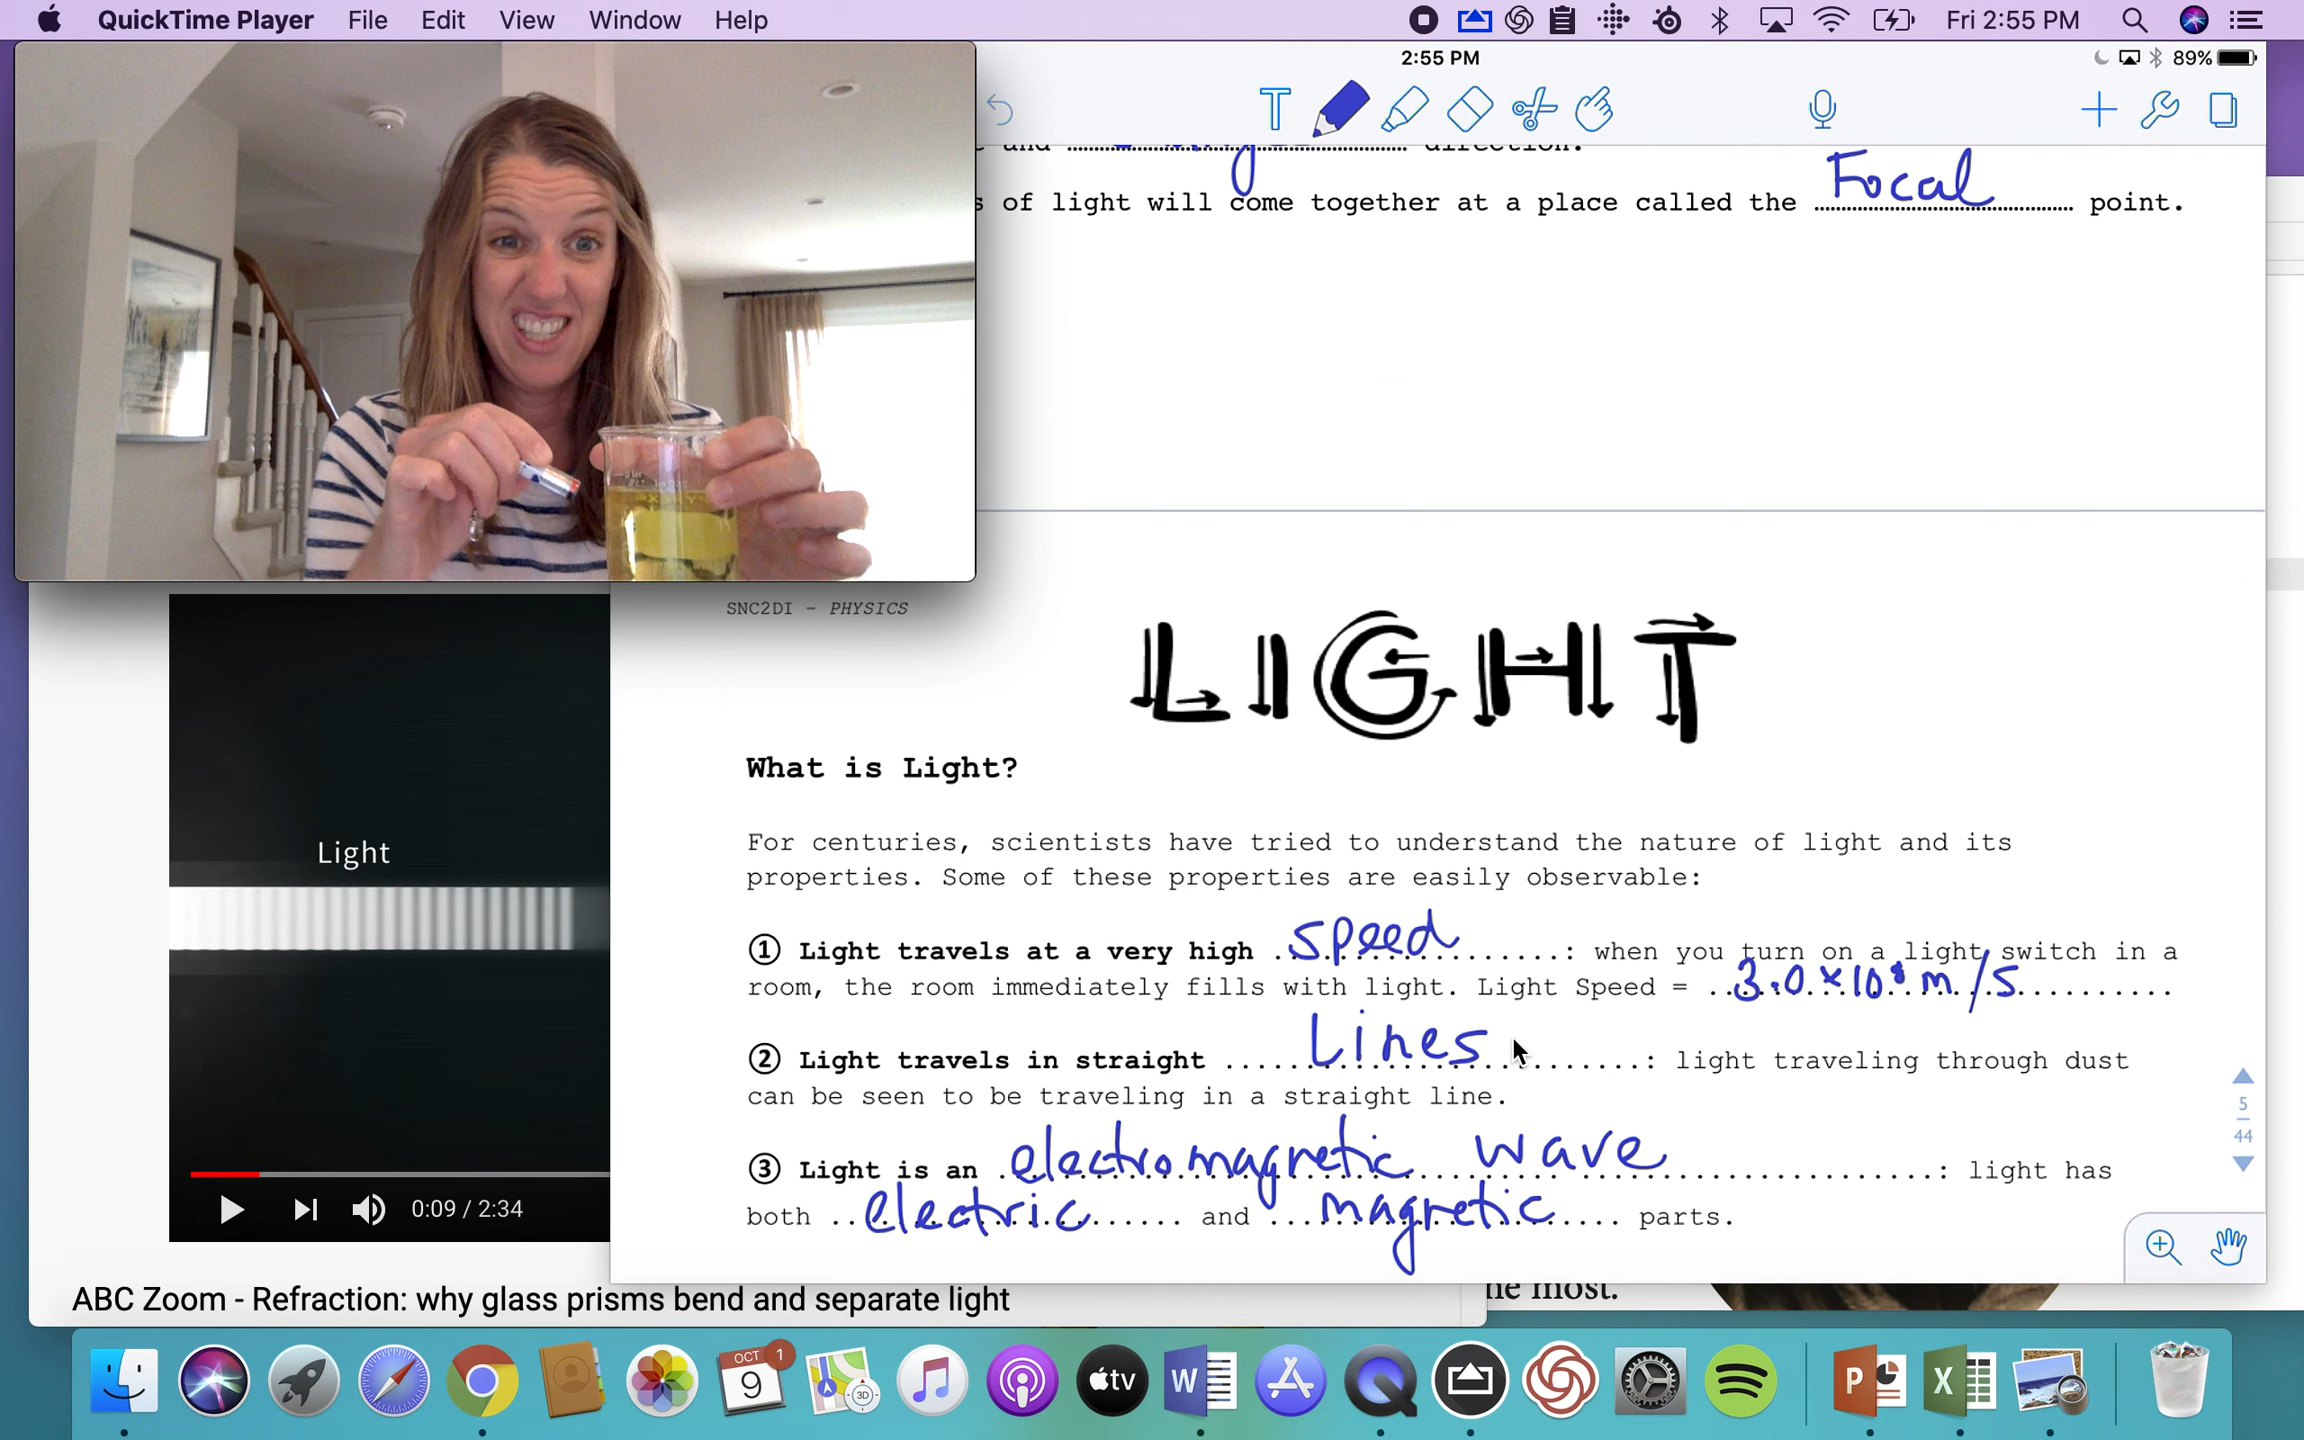 QuickTime Player File Edit View Window Help Fri 2:55 PM
2:55 PM 89%
T
and direction.
of light will come together at a place called the Focal point.
SNC2DI - PHYSICS
LIGHT
What is Light?
For centuries, scientists have tried to understand the nature of light and its
properties. Some of these properties are easily observable:
① Light travels at a very high speed : when you turn on a light switch in a
room, the room immediately fills with light. Light Speed = 3.0 x 10⁸ m/s
② Light travels in straight Lines : light traveling through dust
can be seen to be traveling in a straight line.
③ Light is an electromagnetic wave : light has
both electric and magnetic parts.
5
44
Light
0:09 / 2:34
ABC Zoom - Refraction: why glass prisms bend and separate light
the most.
OCT 1
9
3D
tv
W
P
X